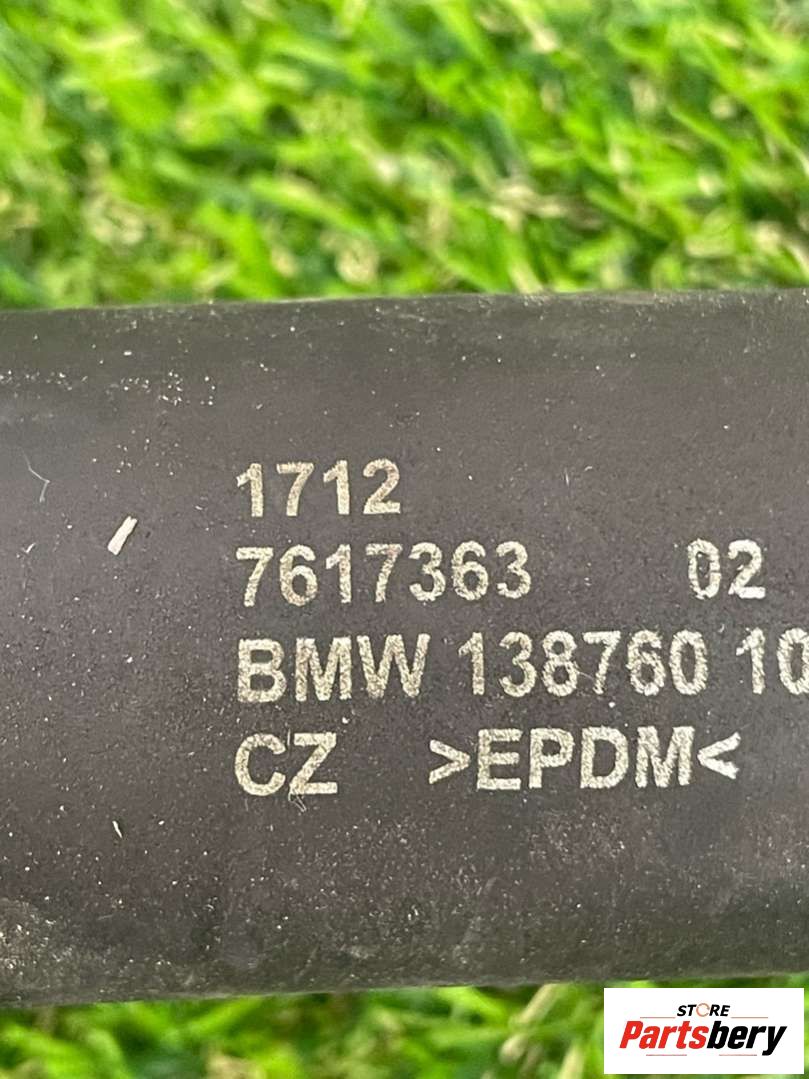 1712
7617363 02
BMW 138760 10
CZ >EPDM<
STORE
Partsbery